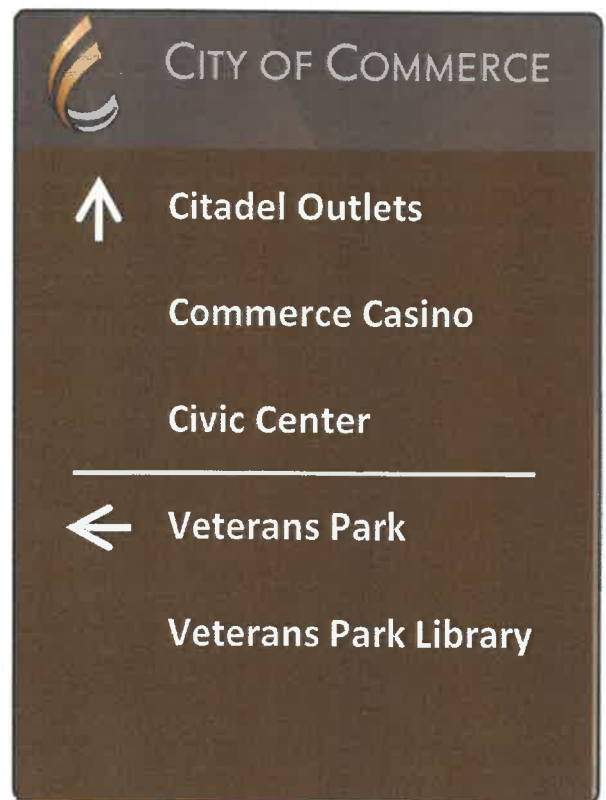 CITY OF COMMERCE
Citadel Outlets
Commerce Casino
Civic Center
Veterans Park
Veterans Park Library